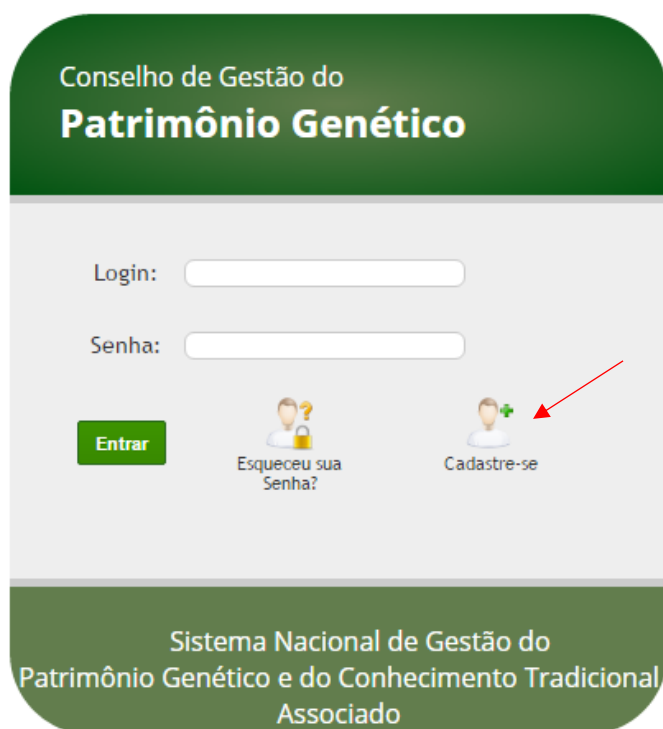 Conselho de Gestão do
Patrimônio Genético
Login:
Senha:
Entrar
Esqueceu sua
Senha?
Cadastre-se
Sistema Nacional de Gestão do
Patrimônio Genético e do Conhecimento Tradicional
Associado